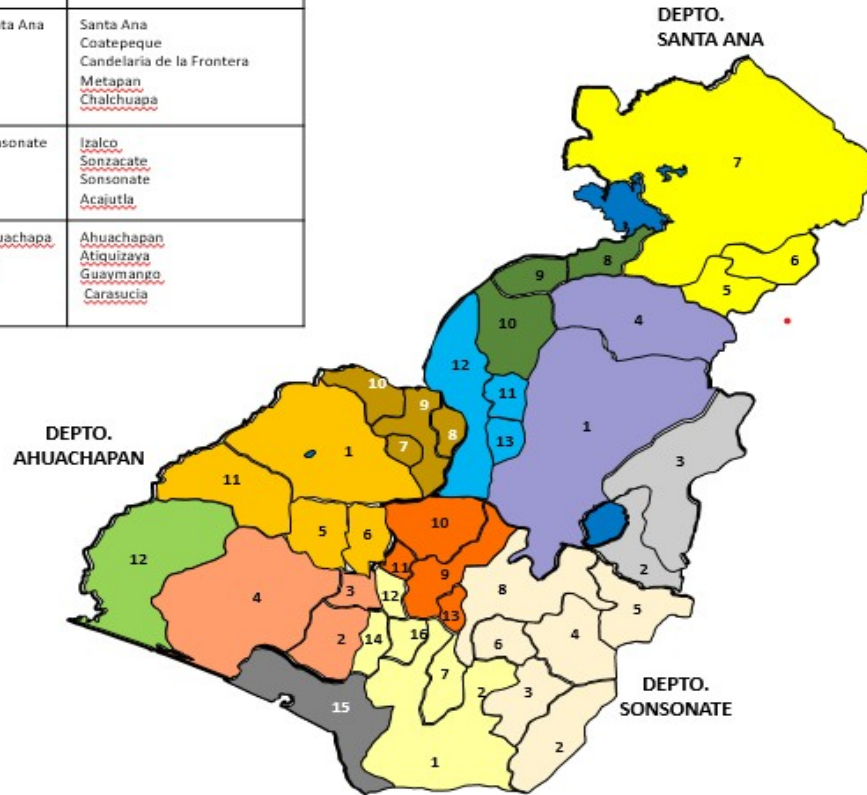 ta Ana
Santa Ana
Coatepeque
Candelaria de la Frontera
Metapan
Chalchuapa
nsonate
Izalco
Sonzacate
Sonsonate
Acajutla
uachapa
Ahuachapan
Atiquizaya
Guaymango
Carasucia
DEPTO.
SANTA ANA
7
6
8
9
5
10
4
12
10
11
9
1
8
13
7
1
3
DEPTO.
AHUACHAPAN
11
10
5
6
12
11
9
2
4
3
12
8
13
5
2
14
16
6
4
7
2
3
15
DEPTO.
SONSONATE
1
2